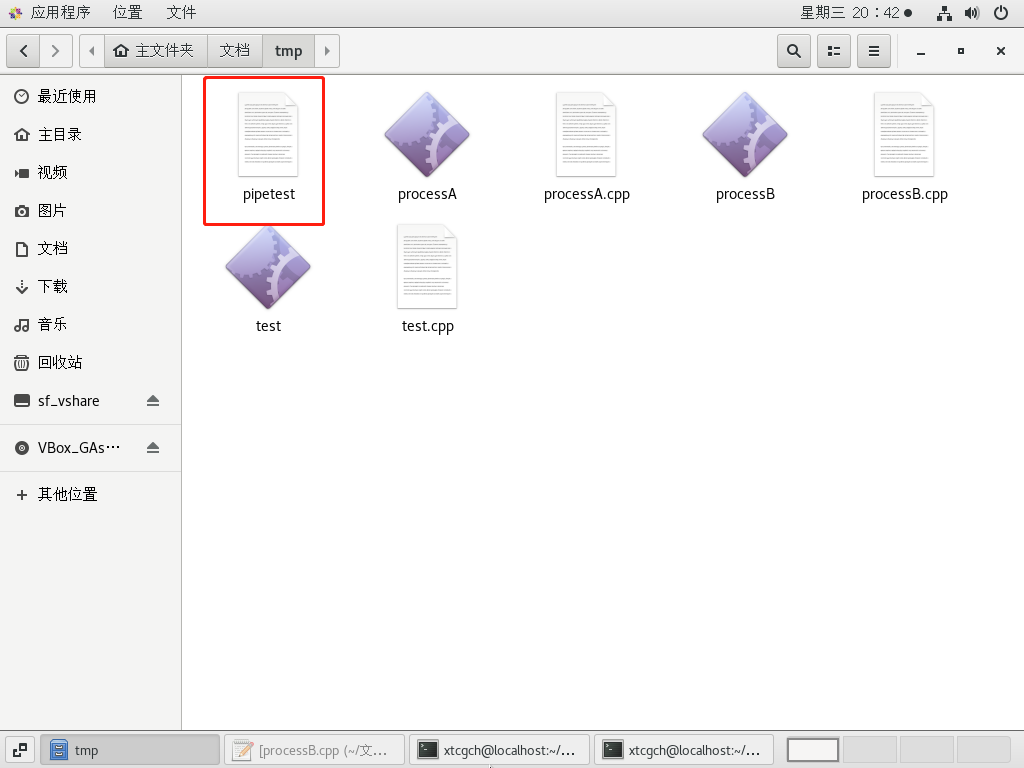 应用程序 位置 文件 星期三 20：42
主文件夹 文档 tmp
最近使用
主目录
视频
图片
文档
下载
音乐
回收站
sf_vshare
VBox_GAs…
其他位置
pipetest processA processA.cpp processB processB.cpp
test test.cpp
tmp [processB.cpp (~/文… xtcgch@localhost:~/… xtcgch@localhost:~/…